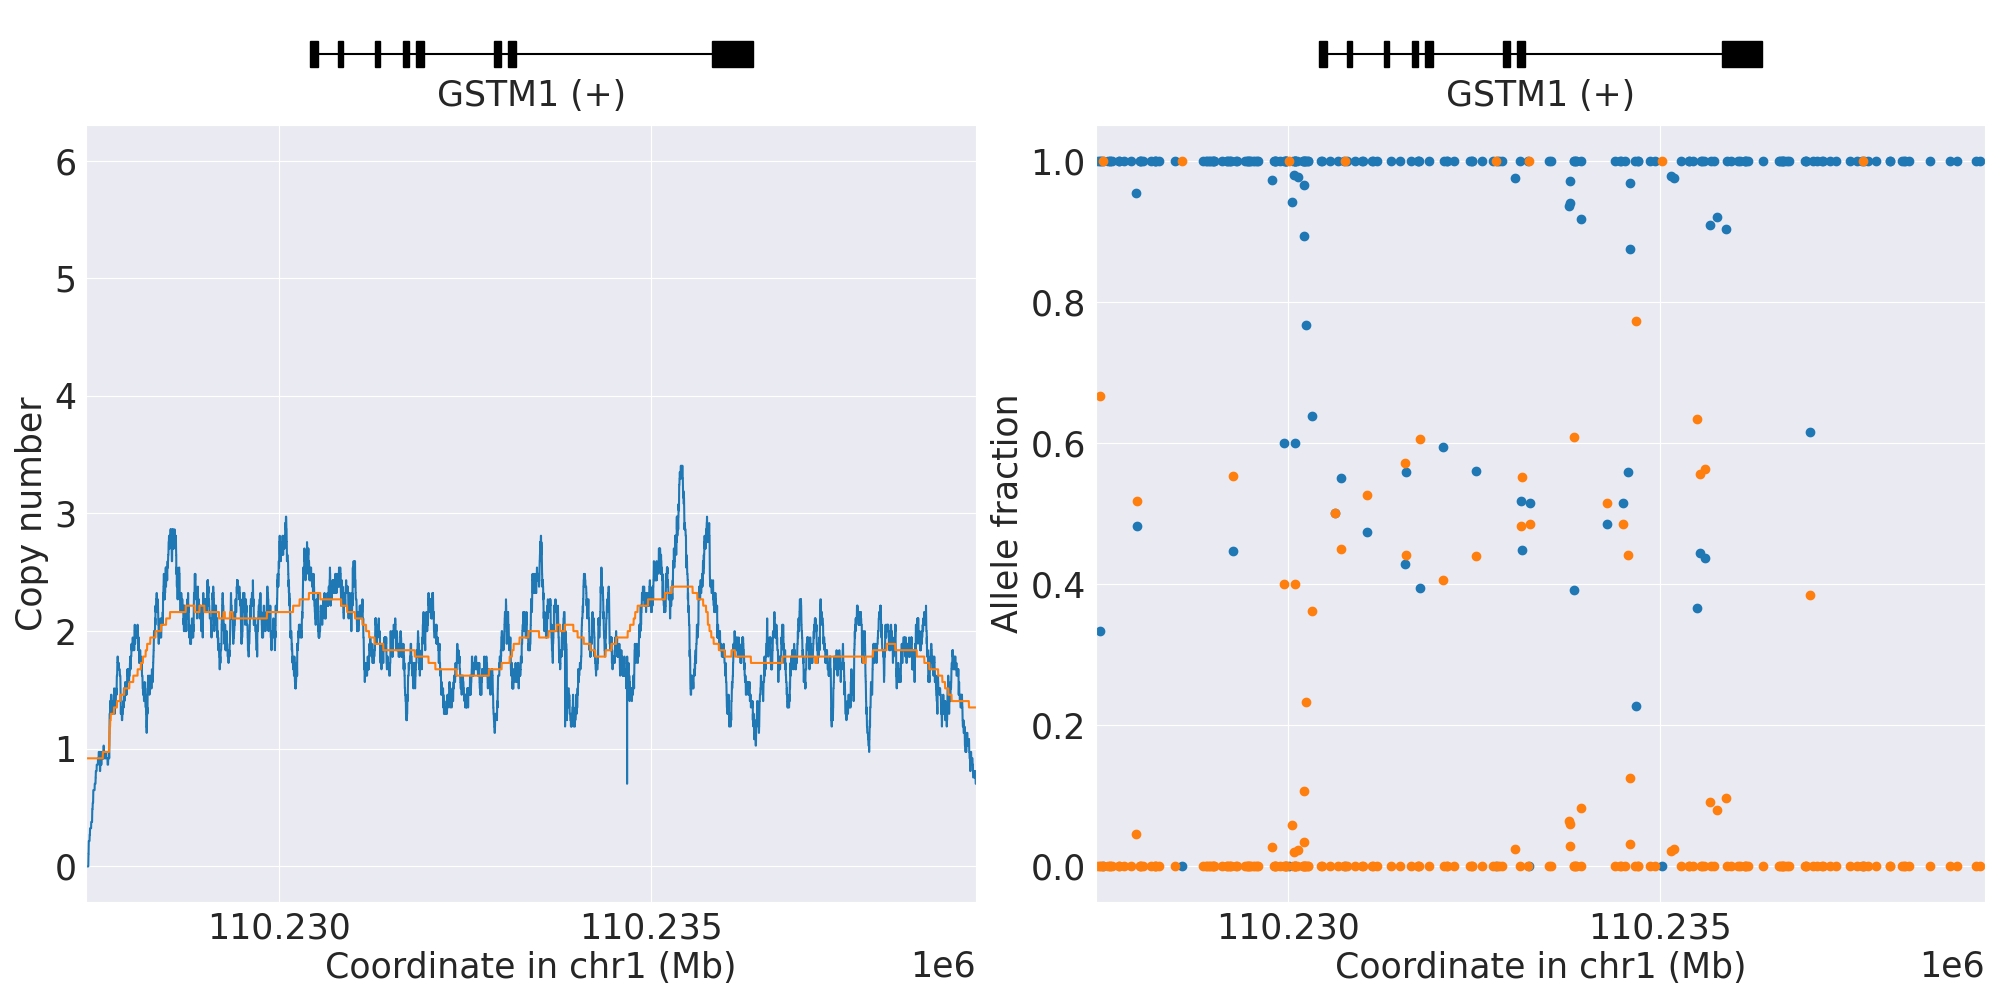 GSTM1 (+)
6
5
4
3
2
1
0
Copy number
110.230
110.235
Coordinate in chr1 (Mb)
1e6
GSTM1 (+)
1.0
0.8
0.6
0.4
0.2
0.0
Allele fraction
110.230
110.235
Coordinate in chr1 (Mb)
1e6